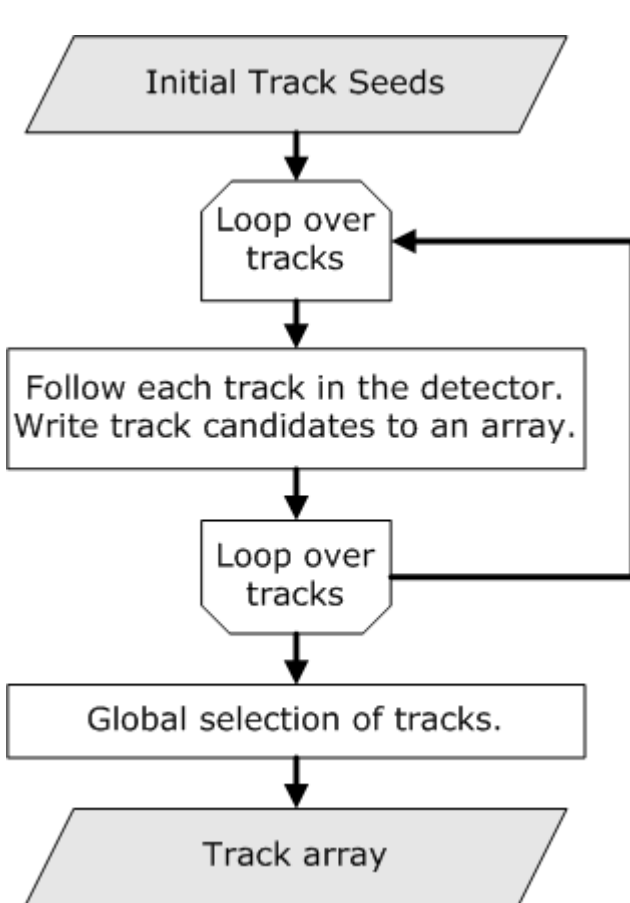 Initial Track Seeds
Loop over
tracks
Follow each track in the detector.
Write track candidates to an array.
Loop over
tracks
Global selection of tracks.
Track array